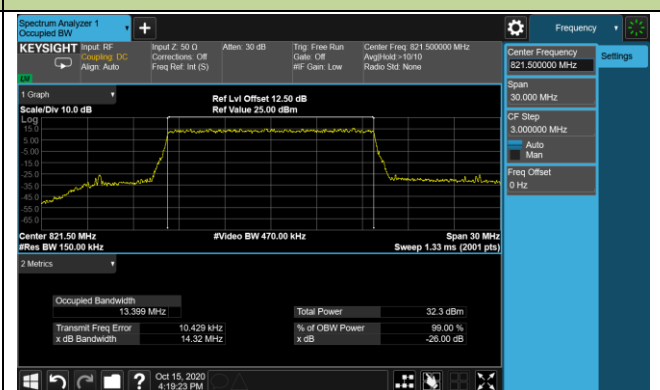 Spectrum Analyzer 1
Occupied BW
Frequency
KEYSIGHT
Input: RF
Coupling: DC
Align: Auto
Input Z: 50 Ω
Corrections: Off
Freq Ref: Int (S)
Atten: 30 dB
Trig: Free Run
Gate: Off
#IF Gain: Low
Center Freq: 821.500000 MHz
Avg|Hold:>10/10
Radio Std: None
LW
Center Frequency
821.500000 MHz
Settings
Span
30.000 MHz
CF Step
3.000000 MHz
Auto
Man
Freq Offset
0 Hz
1 Graph
Scale/Div 10.0 dB
Ref Lvl Offset 12.50 dB
Ref Value 25.00 dBm
Log
15.0
5.00
-5.00
-15.0
-25.0
-35.0
-45.0
-55.0
-65.0
Center 821.50 MHz
#Video BW 470.00 kHz
Span 30 MHz
#Res BW 150.00 kHz
Sweep 1.33 ms (2001 pts)
2 Metrics
Occupied Bandwidth
13.399 MHz
Total Power 32.3 dBm
Transmit Freq Error 10.429 kHz
% of OBW Power 99.00 %
x dB Bandwidth 14.32 MHz
x dB -26.00 dB
Oct 15, 2020
4:19:23 PM